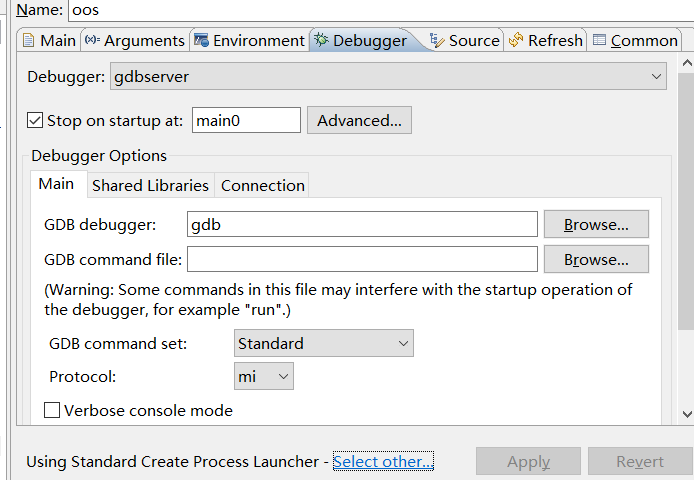 Name: oos
Main (x)= Arguments Environment Debugger Source Refresh Common
Debugger: gdbserver
Stop on startup at: main0 Advanced...
Debugger Options
Main Shared Libraries Connection
GDB debugger: gdb Browse...
GDB command file: Browse...
(Warning: Some commands in this file may interfere with the startup operation of
the debugger, for example "run".)
GDB command set: Standard
Protocol: mi
Verbose console mode
Using Standard Create Process Launcher - Select other... Apply Revert